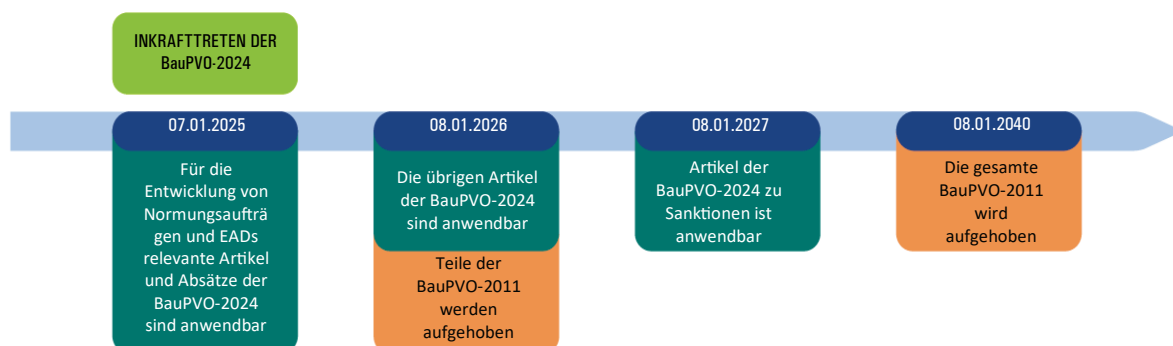 INKRAFTTRETEN DER
BauPVO-2024
07.01.2025
Für die
Entwicklung von
Normungsaufträ
gen und EADs
relevante Artikel
und Absätze der
BauPVO-2024
sind anwendbar
08.01.2026
Die übrigen Artikel
der BauPVO-2024
sind anwendbar
Teile der
BauPVO-2011
werden
aufgehoben
08.01.2027
Artikel der
BauPVO-2024 zu
Sanktionen ist
anwendbar
08.01.2040
Die gesamte
BauPVO-2011
wird
aufgehoben